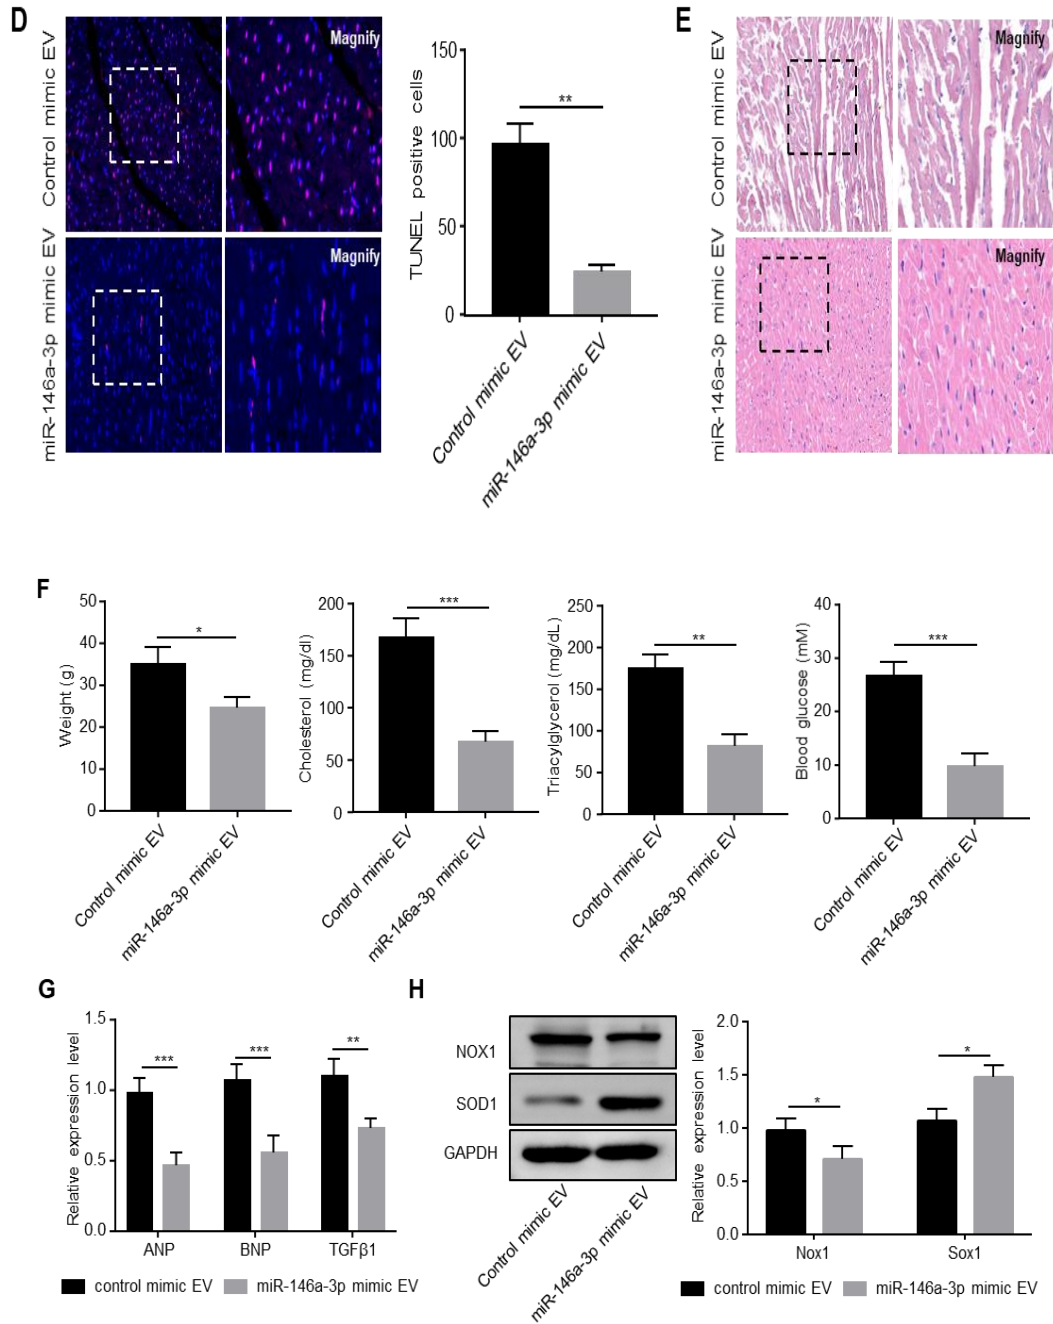 D
Control mimic EV
Magnify
miR-146a-3p mimic EV
Magnify
TUNEL positive cells
150
100
50
0
**
Control mimic EV
miR-146a-3p mimic EV
E
Control mimic EV
Magnify
miR-146a-3p mimic EV
Magnify
F
Weight (g)
50
40
30
20
10
0
*
Control mimic EV
miR-146a-3p mimic EV
Cholesterol (mg/dl)
200
150
100
50
0
***
Control mimic EV
miR-146a-3p mimic EV
Triacylglycerol (mg/dL)
250
200
150
100
50
0
**
Control mimic EV
miR-146a-3p mimic EV
Blood glucose (mM)
40
30
20
10
0
***
Control mimic EV
miR-146a-3p mimic EV
G
Relative expression level
1.5
1.0
0.5
0.0
***
***
**
ANP BNP TGFβ1
control mimic EV miR-146a-3p mimic EV
H
NOX1
SOD1
GAPDH
Control mimic EV
miR-146a-3p mimic EV
Relative expression level
2.0
1.5
1.0
0.5
0.0
*
*
Nox1 Sox1
control mimic EV miR-146a-3p mimic EV